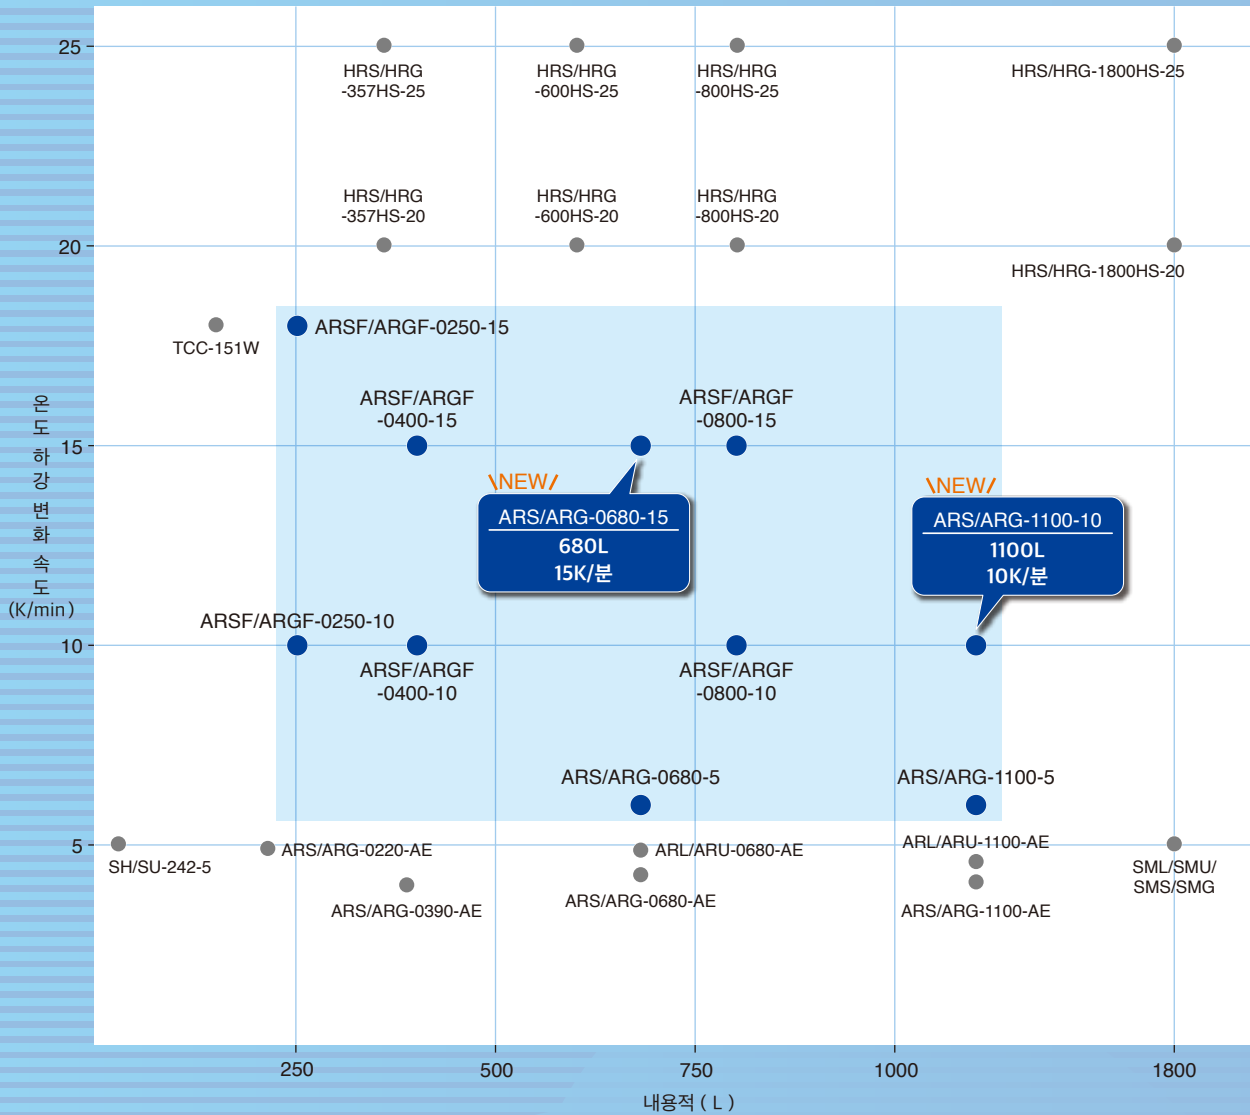 25
HRS/HRG
-357HS-25
HRS/HRG
-600HS-25
HRS/HRG
-800HS-25
HRS/HRG-1800HS-25
HRS/HRG
-357HS-20
HRS/HRG
-600HS-20
HRS/HRG
-800HS-20
20
HRS/HRG-1800HS-20
TCC-151W
ARSF/ARGF-0250-15
ARSF/ARGF
-0400-15
ARSF/ARGF
-0800-15
온도 하강 변화 속도
(K/min)
15
\NEW/
ARS/ARG-0680-15
680L
15K/분
\NEW/
ARS/ARG-1100-10
1100L
10K/분
ARSF/ARGF-0250-10
10
ARSF/ARGF
-0400-10
ARSF/ARGF
-0800-10
ARS/ARG-0680-5
ARS/ARG-1100-5
5
SH/SU-242-5
ARS/ARG-0220-AE
ARS/ARG-0390-AE
ARL/ARU-0680-AE
ARS/ARG-0680-AE
ARL/ARU-1100-AE
ARS/ARG-1100-AE
SML/SMU/
SMS/SMG
250
500
750
1000
1800
내용적 ( L )